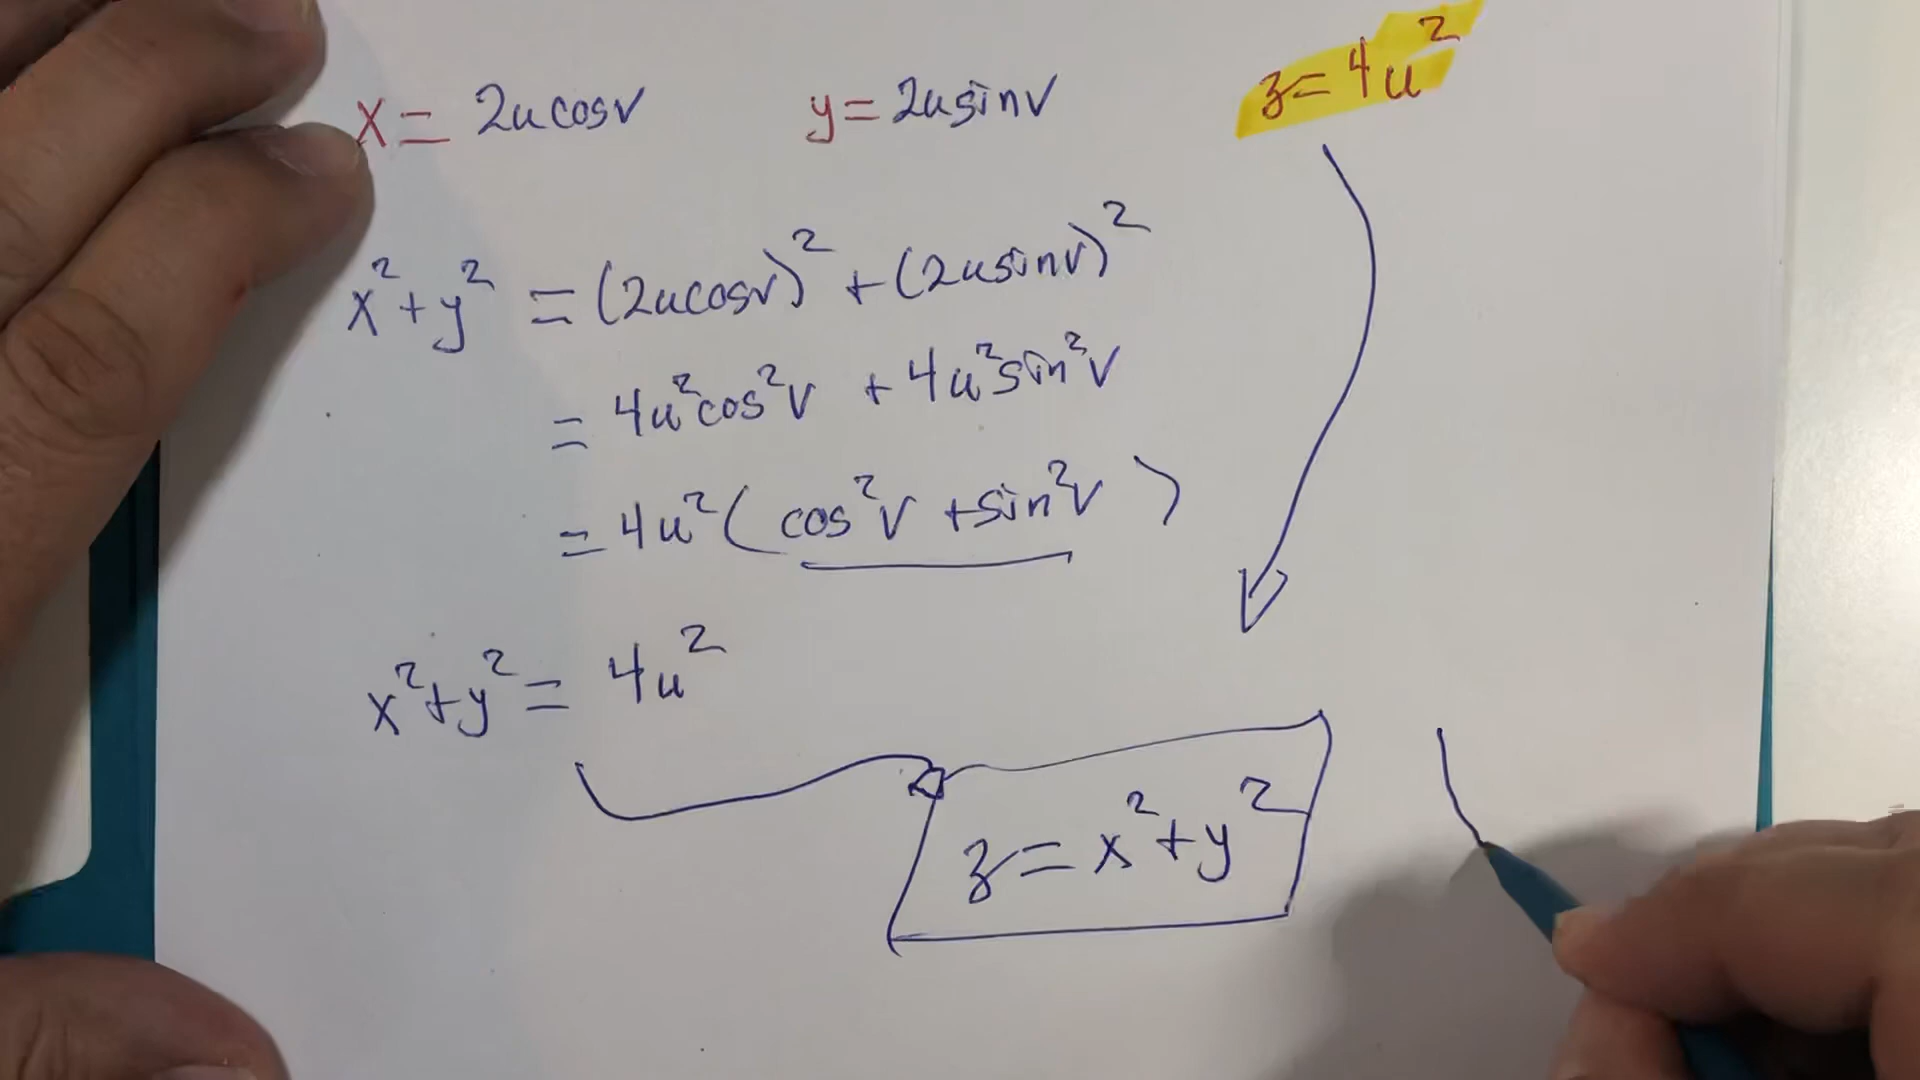 x = 2ucosv y = 2usinv z = 4u²
x² + y² = (2ucosv)² + (2usinv)²
= 4u²cos²v + 4u²sin²v
= 4u²(cos²v + sin²v)
x² + y² = 4u²
z = x² + y²